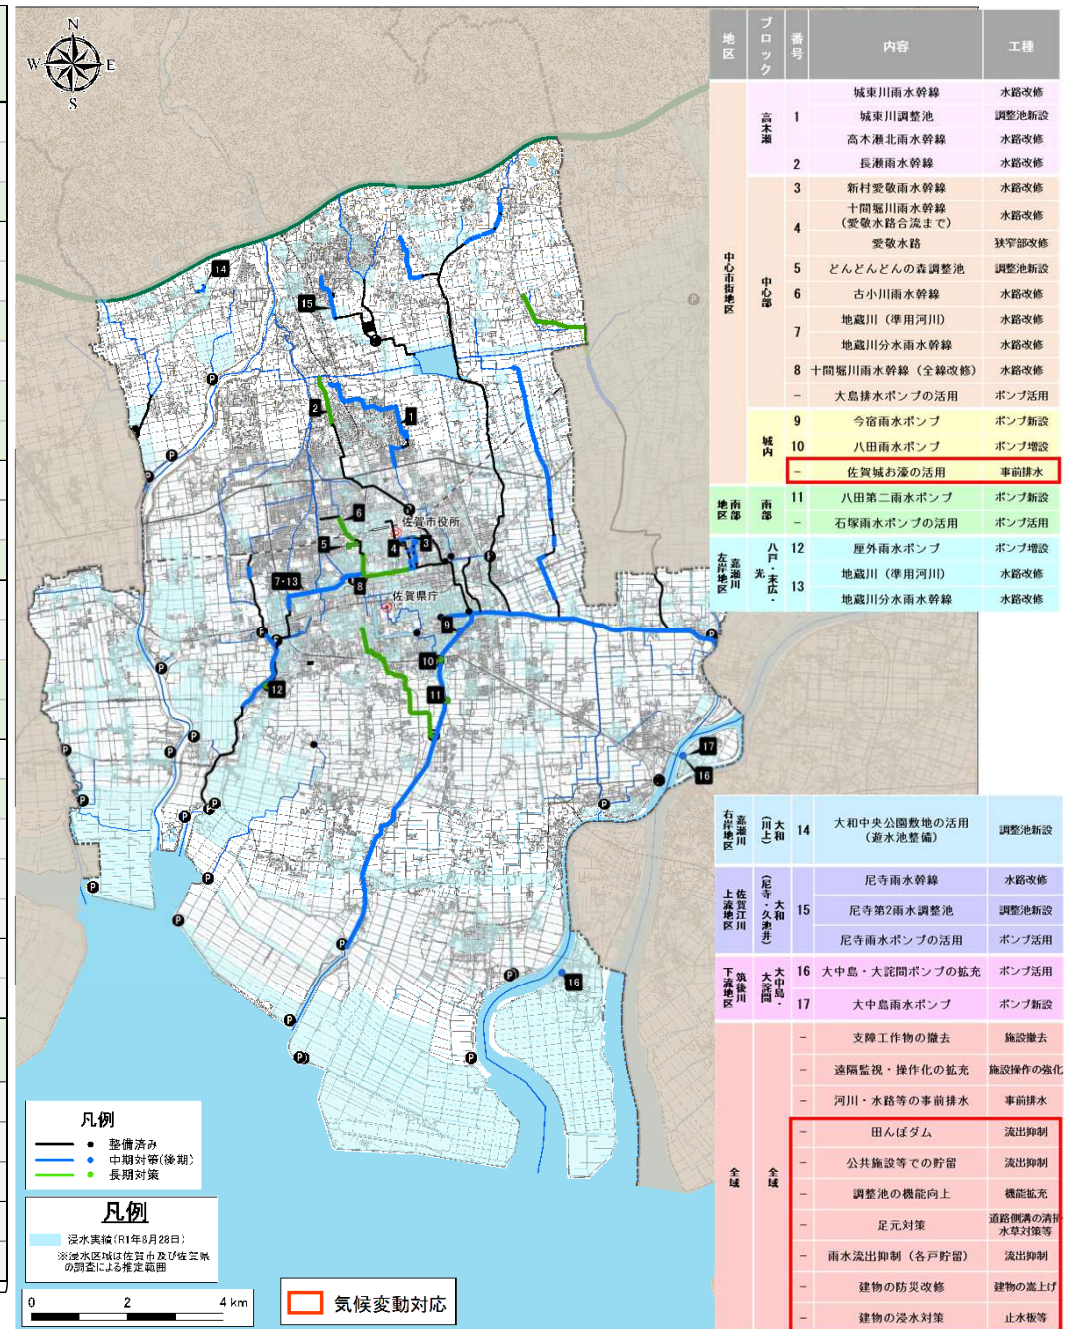 N
W
E
S
地区 ブロック 番号 内容 工種
中心市街地区
高木瀬
1
城東川雨水幹線 水路改修
城東川調整池 調整池新設
高木瀬北雨水幹線 水路改修
2 長瀬雨水幹線 水路改修
中心部
3 新村愛敬雨水幹線 水路改修
4
十間堀川雨水幹線
(愛敬水路合流まで)
水路改修
愛敬水路 狭窄部改修
5 どんどんどんの森調整池 調整池新設
6 古小川雨水幹線 水路改修
7
地蔵川(準用河川) 水路改修
地蔵川分水雨水幹線 水路改修
8 十間堀川雨水幹線(全線改修) 水路改修
- 大島排水ポンプの活用 ポンプ活用
城内
9 今宿雨水ポンプ ポンプ新設
10 八田雨水ポンプ ポンプ増設
- 佐賀城お濠の活用 事前排水
南部地区
南部
11 八田第二雨水ポンプ ポンプ新設
- 石塚雨水ポンプの活用 ポンプ活用
嘉瀬川左岸地区
八戸・末広・光
12 厘外雨水ポンプ ポンプ増設
13
地蔵川(準用河川) 水路改修
地蔵川分水雨水幹線 水路改修
14
15
2
1
6
佐賀市役所
5
4
3
7・13
8
佐賀県庁
9
10
11
12
17
16
16
嘉瀬川右岸地区
大和(川上)
14
大和中央公園敷地の活用
(遊水池整備)
調整池新設
佐賀江川上流地区
大和(尼寺・久池井)
15
尼寺雨水幹線 水路改修
尼寺第2雨水調整池 調整池新設
尼寺雨水ポンプの活用 ポンプ活用
筑後川下流地区
大中島・大詫間
16 大中島・大詫間ポンプの拡充 ポンプ活用
17 大中島雨水ポンプ ポンプ新設
全域
全域
- 支障工作物の撤去 施設撤去
- 遠隔監視・操作化の拡充 施設操作の強化
- 河川・水路等の事前排水 事前排水
- 田んぼダム 流出抑制
- 公共施設等での貯留 流出抑制
- 調整池の機能向上 機能拡充
- 足元対策
道路側溝の清掃
水草対策等
- 雨水流出抑制(各戸貯留) 流出抑制
- 建物の防災改修 建物の嵩上げ
- 建物の浸水対策 止水板等
凡例
整備済み
中期対策(後期)
長期対策
凡例
浸水実績(R1年8月28日)
※浸水区域は佐賀市及び佐賀県
の調査による推定範囲
0 2 4 km
気候変動対応